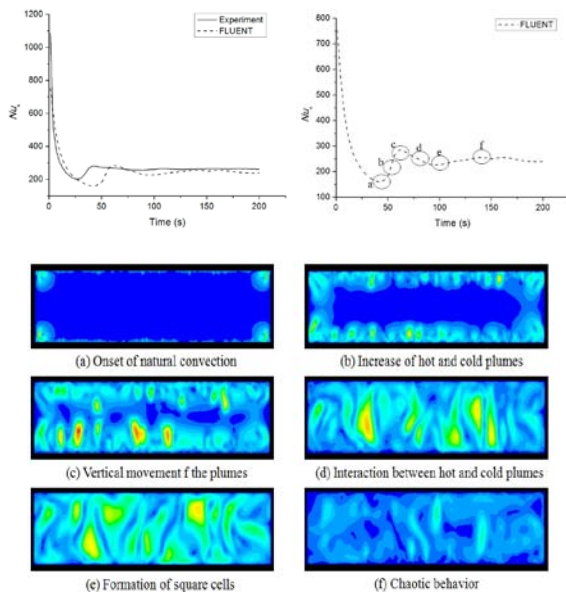 1200
1000
800
600
400
200
0 50 100 150 200
Time (s)
Nu
Experiment
FLUENT
800
700
600
500
400
300
200
100
0 50 100 150 200
Time (s)
Nu
FLUENT
a
b
c
d
e
f
(a) Onset of natural convection
(b) Increase of hot and cold plumes
(c) Vertical movement f the plumes
(d) Interaction between hot and cold plumes
(e) Formation of square cells
(f) Chaotic behavior